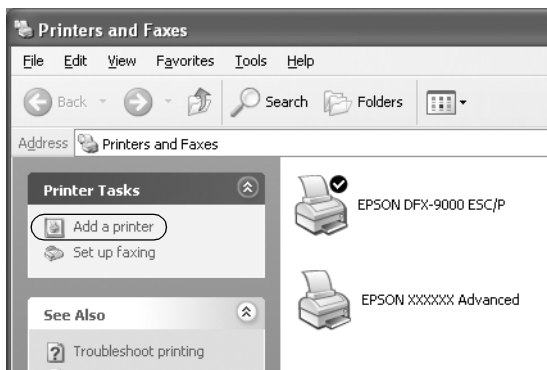 Printers and Faxes
File Edit View Favorites Tools Help
Back Search Folders
Address Printers and Faxes
Printer Tasks
Add a printer
Set up faxing
See Also
Troubleshoot printing
EPSON DFX-9000 ESC/P
EPSON XXXXXX Advanced